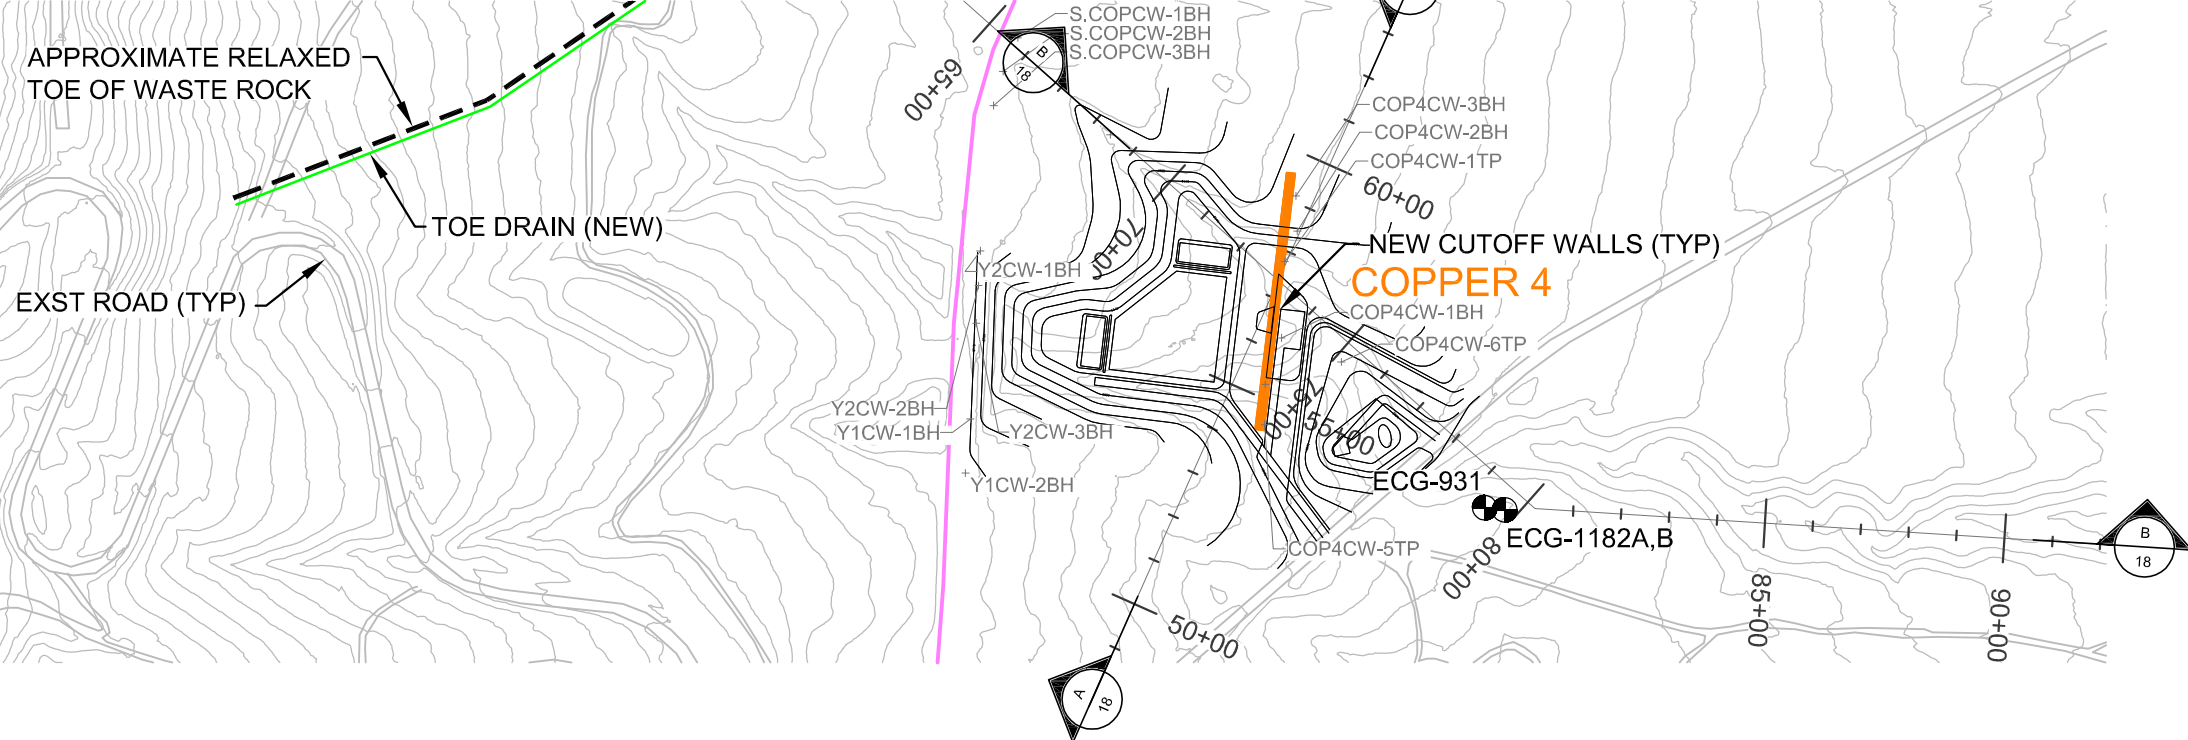 S.COPCW-1BH
S.COPCW-2BH
S.COPCW-3BH
APPROXIMATE RELAXED
TOE OF WASTE ROCK
B
18
65+00
COP4CW-3BH
COP4CW-2BH
COP4CW-1TP
60+00
TOE DRAIN (NEW)
70+00
NEW CUTOFF WALLS (TYP)
COPPER 4
Y2CW-1BH
EXST ROAD (TYP)
COP4CW-1BH
COP4CW-6TP
75+00
Y2CW-2BH
Y1CW-1BH
Y2CW-3BH
55+00
Y1CW-2BH
ECG-931
ECG-1182A,B
COP4CW-5TP
80+00
85+00
90+00
B
18
50+00
A
18